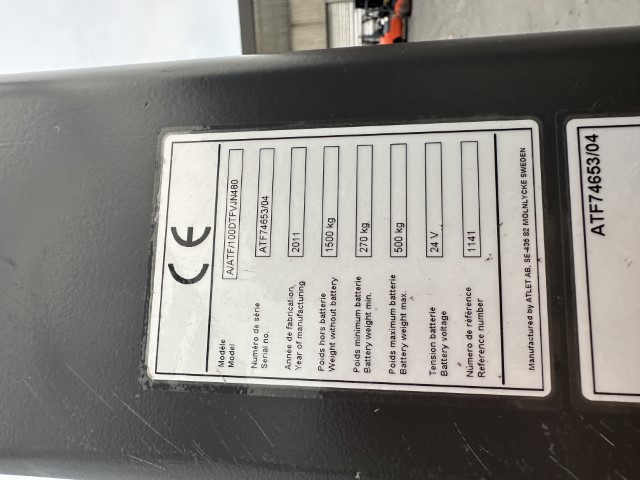 CE
Modèle
Model
A/ATF/100DTFVJN480
Numéro de série
Serial no.
ATF74653/04
Année de fabrication
Year of manufacturing
2011
Poids hors batterie
Weight without battery
1500 kg
Poids minimum batterie
Battery weight min.
270 kg
Poids maximum batterie
Battery weight max.
500 kg
Tension batterie
Battery voltage
24 V
Número de référence
Reference number
1141
Manufactured by ATLET AB, SE-435 82 MÖLNLYCKE SWEDEN
ATF74653/04